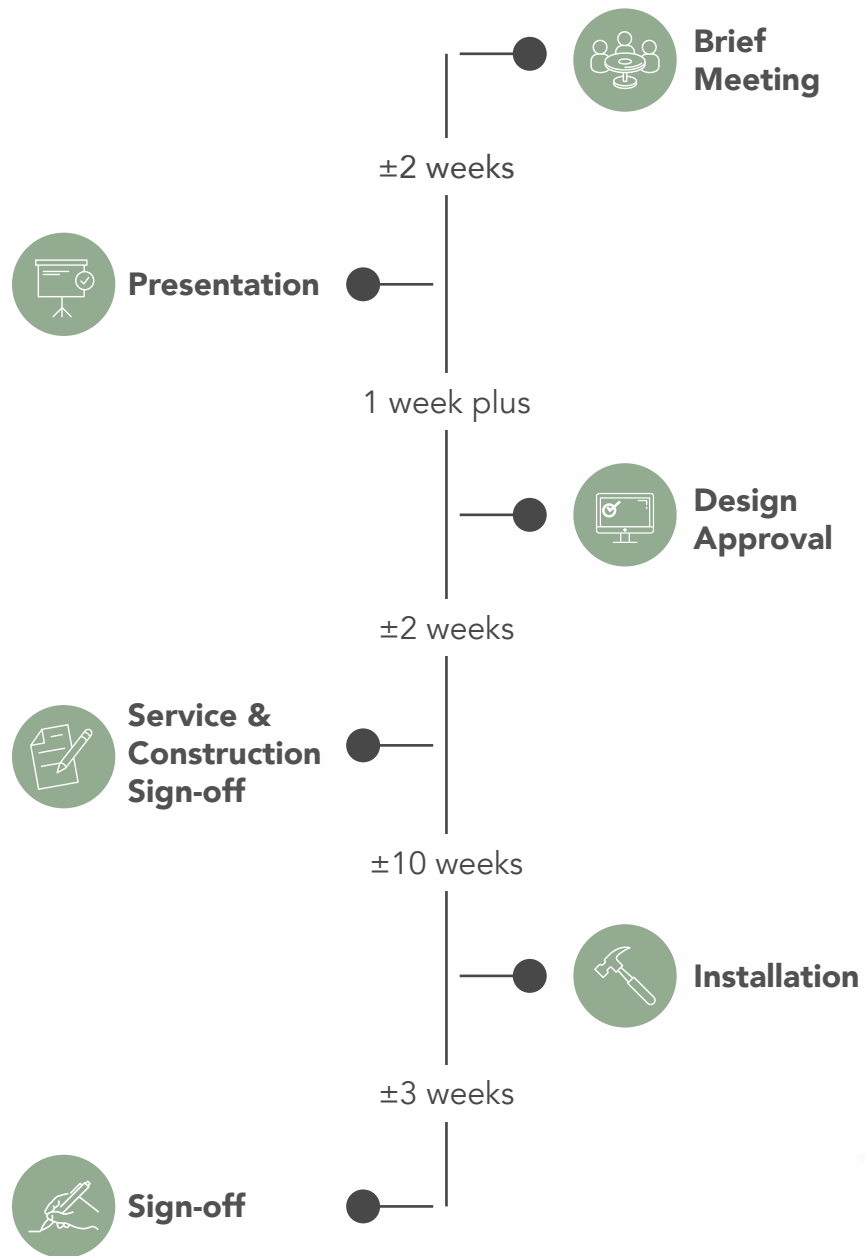 Brief
Meeting
±2 weeks
Presentation
1 week plus
Design
Approval
±2 weeks
Service &
Construction
Sign-off
±10 weeks
Installation
±3 weeks
Sign-off